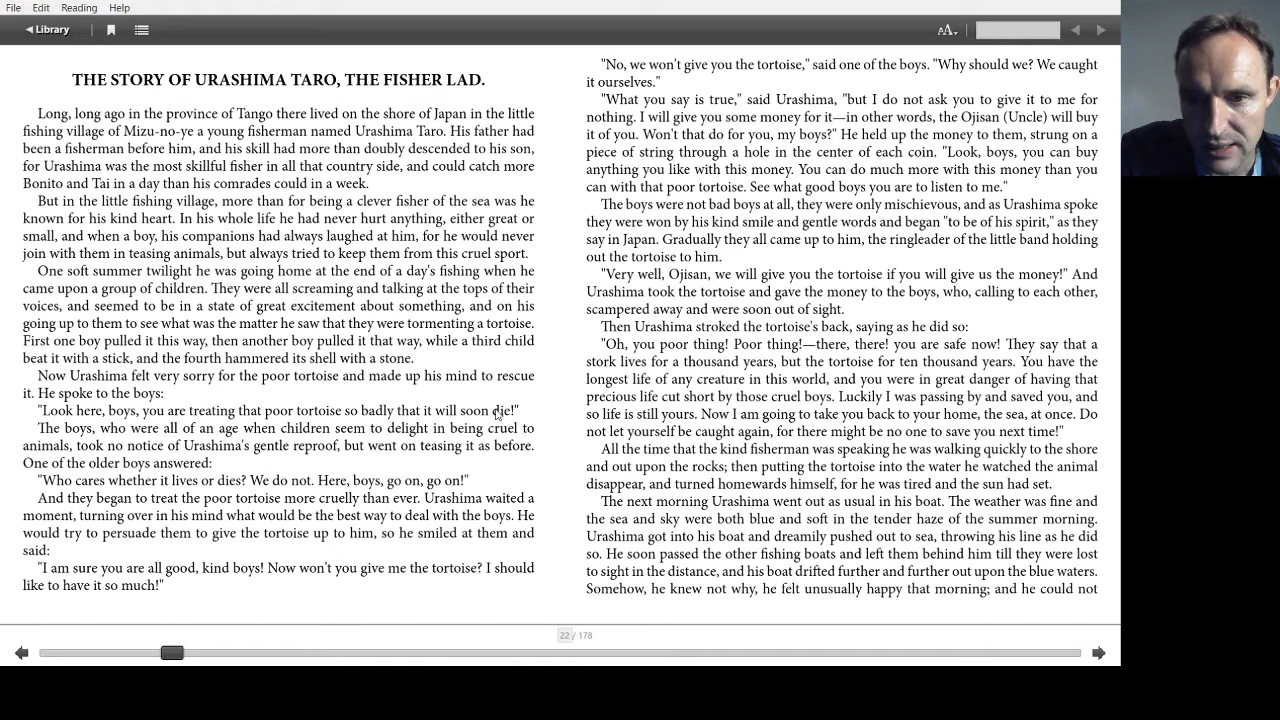 File Edit Reading Help
Library
AA
THE STORY OF URASHIMA TARO, THE FISHER LAD.
Long, long ago in the province of Tango there lived on the shore of Japan in the little
fishing village of Mizu-no-ye a young fisherman named Urashima Taro. His father had
been a fisherman before him, and his skill had more than doubly descended to his son,
for Urashima was the most skillful fisher in all that country side, and could catch more
Bonito and Tai in a day than his comrades could in a week.
But in the little fishing village, more than for being a clever fisher of the sea was he
known for his kind heart. In his whole life he had never hurt anything, either great or
small, and when a boy, his companions had always laughed at him, for he would never
join with them in teasing animals, but always tried to keep them from this cruel sport.
One soft summer twilight he was going home at the end of a day's fishing when he
came upon a group of children. They were all screaming and talking at the tops of their
voices, and seemed to be in a state of great excitement about something, and on his
going up to them to see what was the matter he saw that they were tormenting a tortoise.
First one boy pulled it this way, then another boy pulled it that way, while a third child
beat it with a stick, and the fourth hammered its shell with a stone.
Now Urashima felt very sorry for the poor tortoise and made up his mind to rescue
it. He spoke to the boys:
"Look here, boys, you are treating that poor tortoise so badly that it will soon die!"
The boys, who were all of an age when children seem to delight in being cruel to
animals, took no notice of Urashima's gentle reproof, but went on teasing it as before.
One of the older boys answered:
"Who cares whether it lives or dies? We do not. Here, boys, go on, go on!"
And they began to treat the poor tortoise more cruelly than ever. Urashima waited a
moment, turning over in his mind what would be the best way to deal with the boys. He
would try to persuade them to give the tortoise up to him, so he smiled at them and
said:
"I am sure you are all good, kind boys! Now won't you give me the tortoise? I should
like to have it so much!"
"No, we won't give you the tortoise," said one of the boys. "Why should we? We caught
it ourselves."
"What you say is true," said Urashima, "but I do not ask you to give it to me for
nothing. I will give you some money for it—in other words, the Ojisan (Uncle) will buy
it of you. Won't that do for you, my boys?" He held up the money to them, strung on a
piece of string through a hole in the center of each coin. "Look, boys, you can buy
anything you like with this money. You can do much more with this money than you
can with that poor tortoise. See what good boys you are to listen to me."
The boys were not bad boys at all, they were only mischievous, and as Urashima spoke
they were won by his kind smile and gentle words and began "to be of his spirit," as they
say in Japan. Gradually they all came up to him, the ringleader of the little band holding
out the tortoise to him.
"Very well, Ojisan, we will give you the tortoise if you will give us the money!" And
Urashima took the tortoise and gave the money to the boys, who, calling to each other,
scampered away and were soon out of sight.
Then Urashima stroked the tortoise's back, saying as he did so:
"Oh, you poor thing! Poor thing!—there, there! you are safe now! They say that a
stork lives for a thousand years, but the tortoise for ten thousand years. You have the
longest life of any creature in this world, and you were in great danger of having that
precious life cut short by those cruel boys. Luckily I was passing by and saved you, and
so life is still yours. Now I am going to take you back to your home, the sea, at once. Do
not let yourself be caught again, for there might be no one to save you next time!"
All the time that the kind fisherman was speaking he was walking quickly to the shore
and out upon the rocks; then putting the tortoise into the water he watched the animal
disappear, and turned homewards himself, for he was tired and the sun had set.
The next morning Urashima went out as usual in his boat. The weather was fine and
the sea and sky were both blue and soft in the tender haze of the summer morning.
Urashima got into his boat and dreamily pushed out to sea, throwing his line as he did
so. He soon passed the other fishing boats and left them behind him till they were lost
to sight in the distance, and his boat drifted further and further out upon the blue waters.
Somehow, he knew not why, he felt unusually happy that morning; and he could not
22 / 178